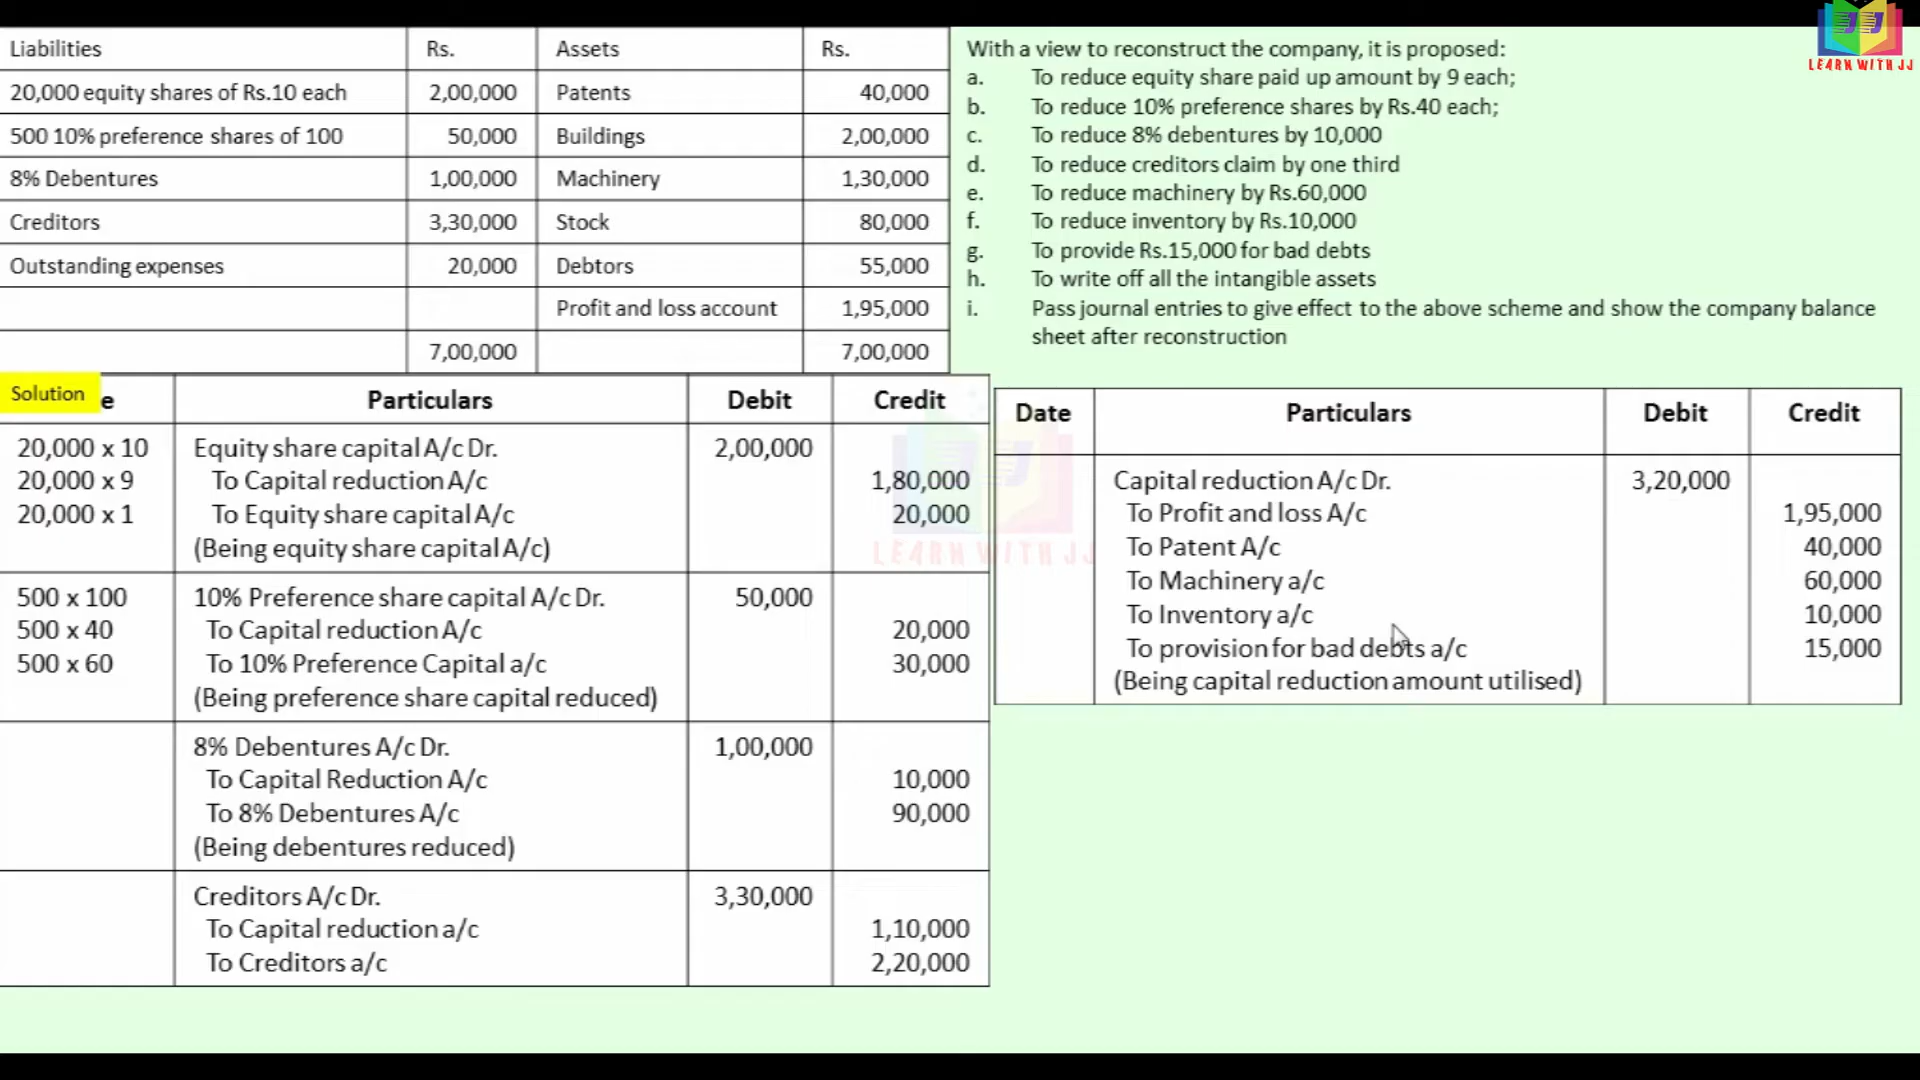 LEARN WITH JJ
Liabilities Rs. Assets Rs.
20,000 equity shares of Rs.10 each 2,00,000 Patents 40,000
500 10% preference shares of 100 50,000 Buildings 2,00,000
8% Debentures 1,00,000 Machinery 1,30,000
Creditors 3,30,000 Stock 80,000
Outstanding expenses 20,000 Debtors 55,000
Profit and loss account 1,95,000
7,00,000 7,00,000
With a view to reconstruct the company, it is proposed:
a. To reduce equity share paid up amount by 9 each;
b. To reduce 10% preference shares by Rs.40 each;
c. To reduce 8% debentures by 10,000
d. To reduce creditors claim by one third
e. To reduce machinery by Rs.60,000
f. To reduce inventory by Rs.10,000
g. To provide Rs.15,000 for bad debts
h. To write off all the intangible assets
i. Pass journal entries to give effect to the above scheme and show the company balance
sheet after reconstruction
Solution
e Particulars Debit Credit
20,000 x 10 Equity share capital A/c Dr. 2,00,000
20,000 x 9 To Capital reduction A/c 1,80,000
20,000 x 1 To Equity share capital A/c 20,000
(Being equity share capital A/c)
500 x 100 10% Preference share capital A/c Dr. 50,000
500 x 40 To Capital reduction A/c 20,000
500 x 60 To 10% Preference Capital a/c 30,000
(Being preference share capital reduced)
8% Debentures A/c Dr. 1,00,000
To Capital Reduction A/c 10,000
To 8% Debentures A/c 90,000
(Being debentures reduced)
Creditors A/c Dr. 3,30,000
To Capital reduction a/c 1,10,000
To Creditors a/c 2,20,000
LEARN WITH JJ
Date Particulars Debit Credit
Capital reduction A/c Dr. 3,20,000
To Profit and loss A/c 1,95,000
To Patent A/c 40,000
To Machinery a/c 60,000
To Inventory a/c 10,000
To provision for bad debts a/c 15,000
(Being capital reduction amount utilised)